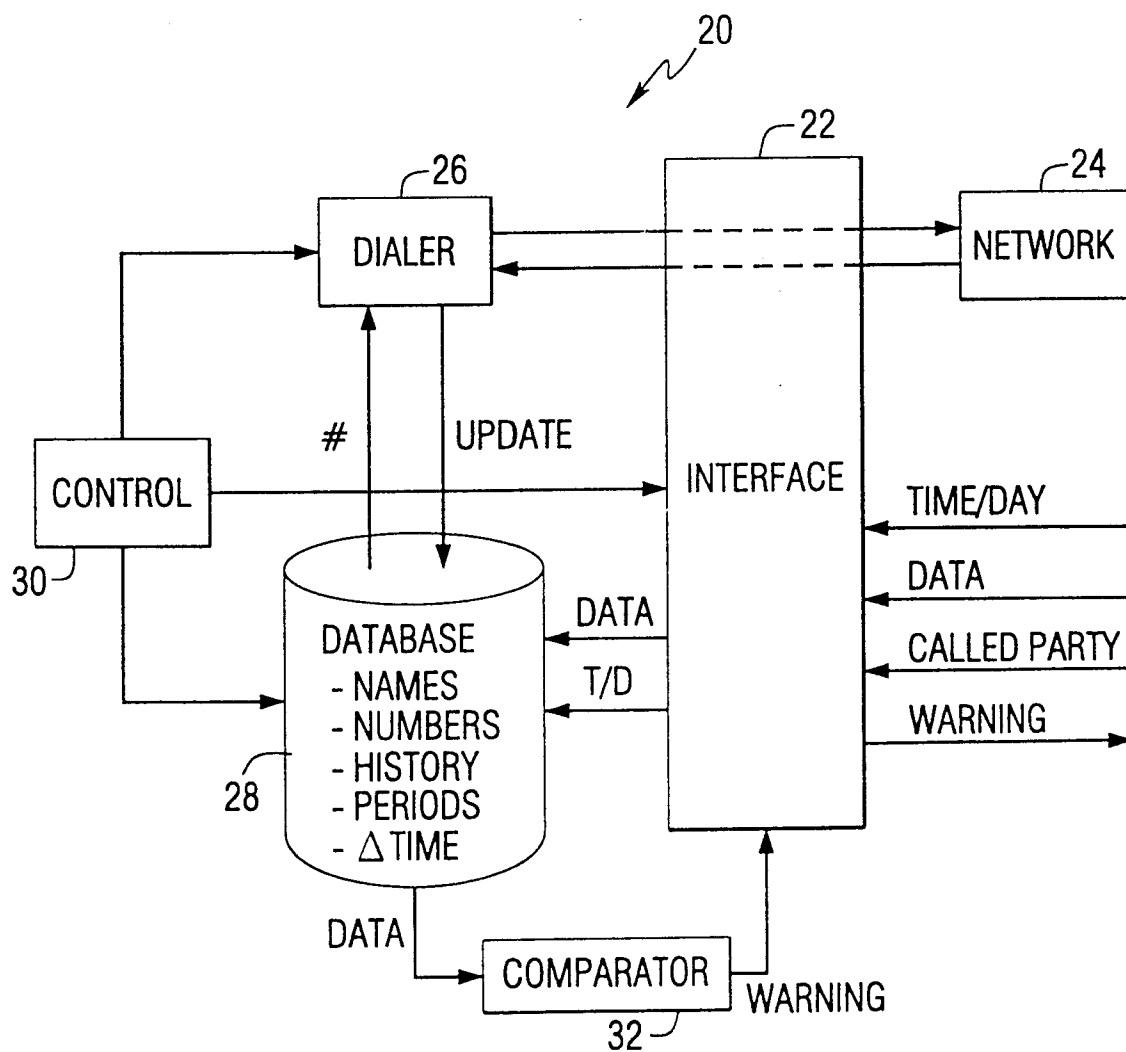 20
22
26
24
DIALER
NETWORK
#
UPDATE
CONTROL
INTERFACE
30
TIME/DAY
DATA
DATA
CALLED PARTY
T/D
WARNING
DATABASE
- NAMES
- NUMBERS
- HISTORY
- PERIODS
- Δ TIME
28
DATA
COMPARATOR
WARNING
32